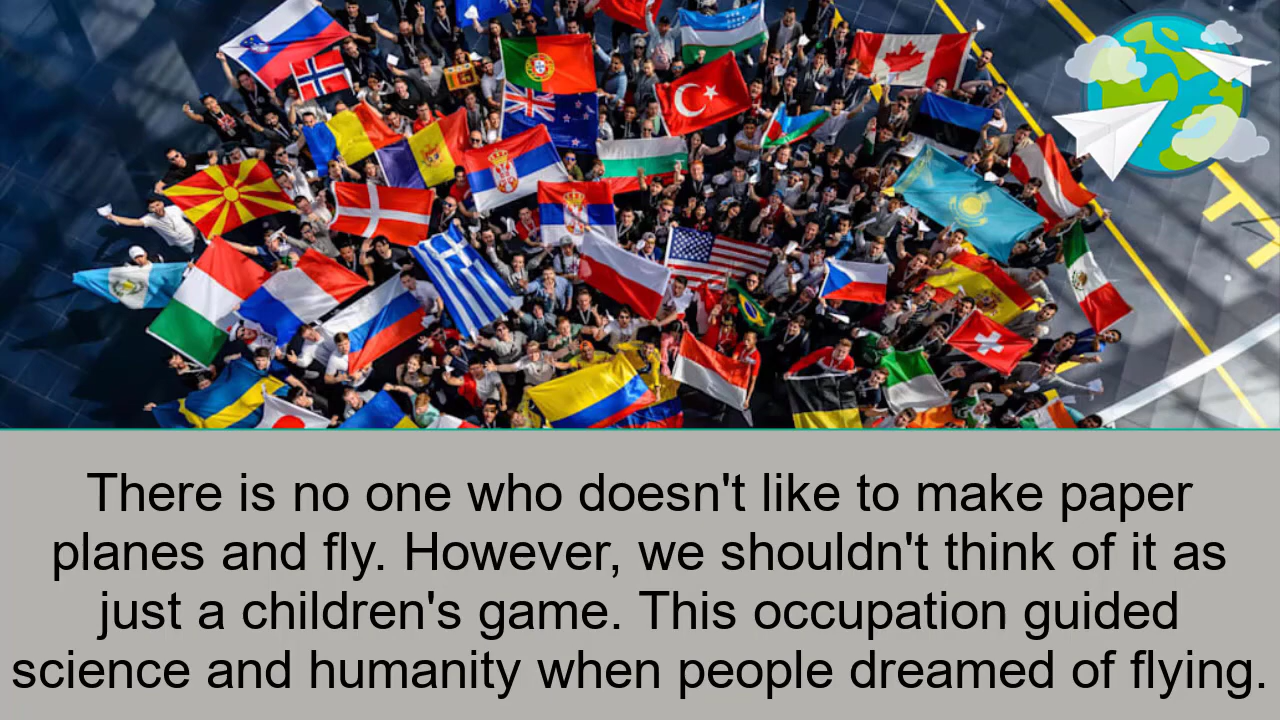 There is no one who doesn't like to make paper
planes and fly. However, we shouldn't think of it as
just a children's game. This occupation guided
science and humanity when people dreamed of flying.